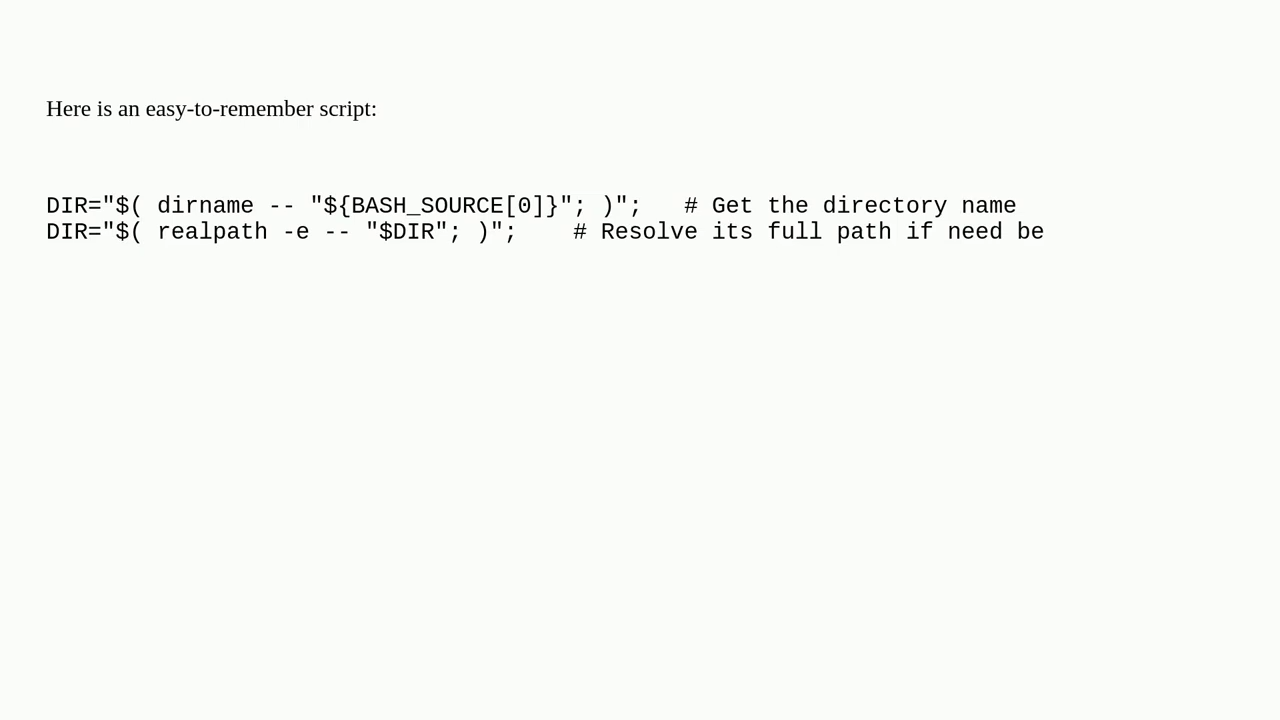 Here is an easy-to-remember script:
DIR="$( dirname -- "${BASH_SOURCE[0]}"; )";   # Get the directory name
DIR="$( realpath -e -- "$DIR"; )";    # Resolve its full path if need be